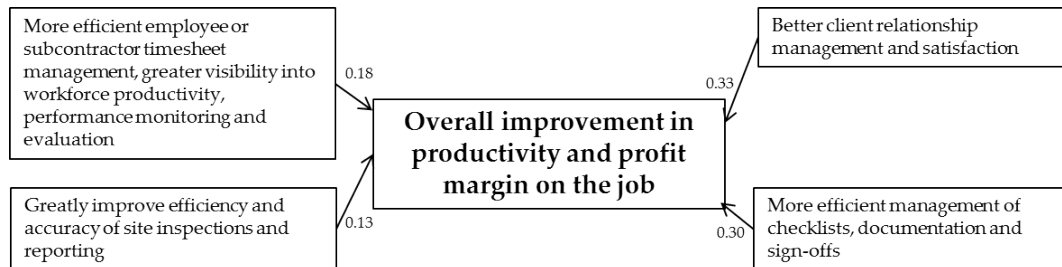 More efficient employee or
subcontractor timesheet
management, greater visibility into
workforce productivity,
performance monitoring and
evaluation
0.18
Better client relationship
management and satisfaction
0.33
Overall improvement in
productivity and profit
margin on the job
Greatly improve efficiency and
accuracy of site inspections and
reporting
0.13
More efficient management of
checklists, documentation and
sign-offs
0.30